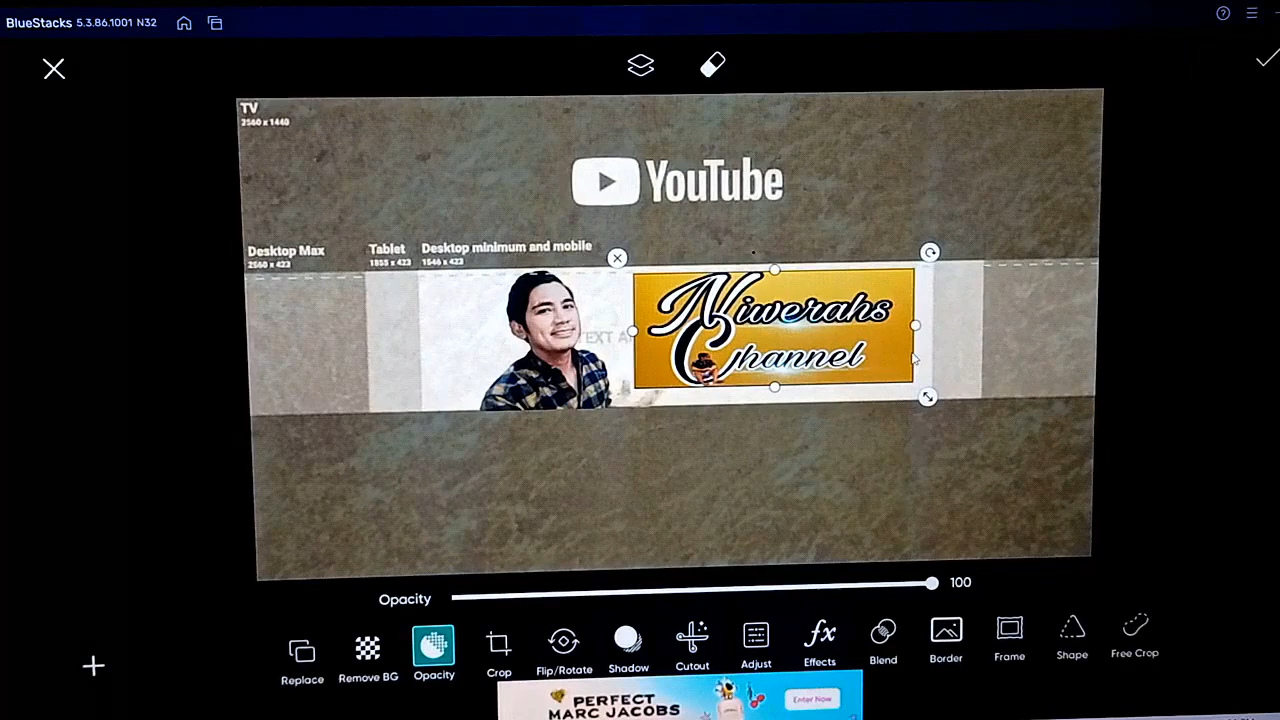 BlueStacks 5.3.86.1001 N32
TV
2560 x 1440
YouTube
Desktop Max
2560 x 423
Tablet
1855 x 423
Desktop minimum and mobile
1546 x 423
TEXT A
Niwerahs
Channel
Opacity 100
Replace Remove BG Opacity Crop Flip/Rotate Shadow Cutout Adjust Effects Blend Border Frame Shape Free Crop
PERFECT
MARC JACOBS
Enter Now